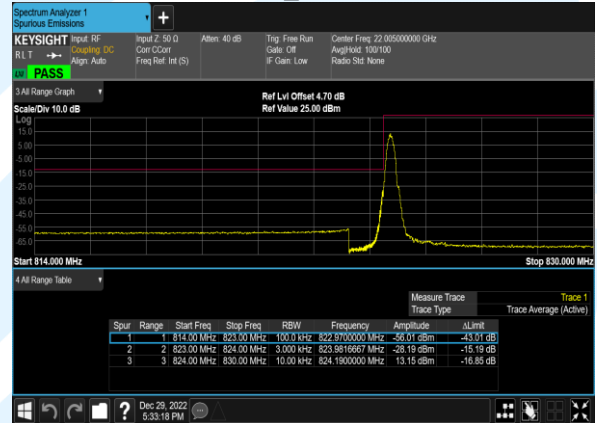 Spectrum Analyzer 1
Spurious Emissions
KEYSIGHT Input: RF Input Z: 50 Ω Atten: 40 dB Trig: Free Run Center Freq: 22.005000000 GHz
Coupling: DC Corr CCorr Gate: Off Avg|Hold: 100/100
RLT Align: Auto Freq Ref: Int (S) IF Gain: Low Radio Std: None
PASS
3 All Range Graph
Ref Lvl Offset 4.70 dB
Scale/Div 10.0 dB Ref Value 25.00 dBm
Log
15.0
5.00
-5.00
-15.0
-25.0
-35.0
-45.0
-55.0
-65.0
Start 814.000 MHz Stop 830.000 MHz
4 All Range Table
Measure Trace Trace 1
Trace Type Trace Average (Active)
Spur Range Start Freq Stop Freq RBW Frequency Amplitude ΔLimit
1 1 814.00 MHz 823.00 MHz 100.0 kHz 822.9700000 MHz -56.01 dBm -43.01 dB
2 2 823.00 MHz 824.00 MHz 3.000 kHz 823.9816667 MHz -28.19 dBm -15.19 dB
3 3 824.00 MHz 830.00 MHz 10.00 kHz 824.1900000 MHz 13.15 dBm -16.85 dB
Dec 29, 2022
5:33:18 PM